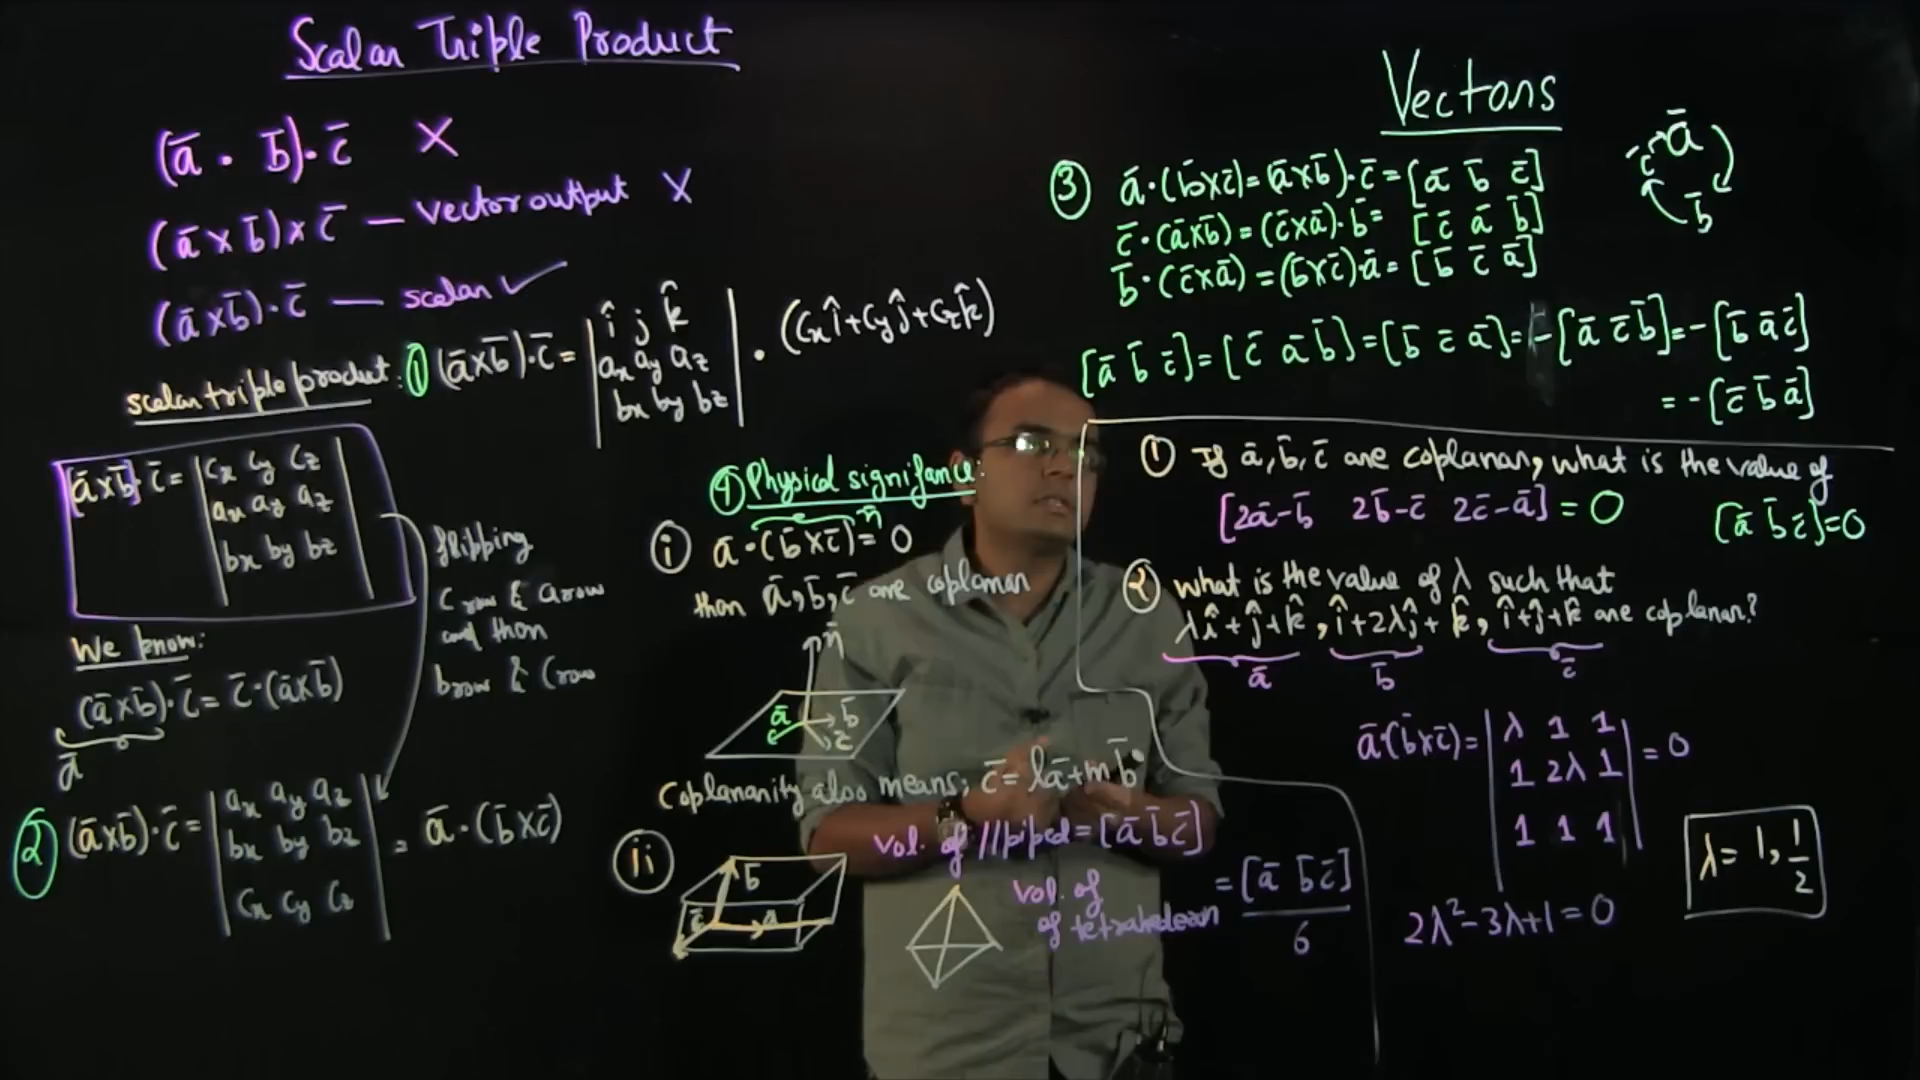 Scalar Triple Product
(ā · b̄)·c̄ X
(ā×b̄)×c̄ — vector output X
(ā×b̄)·c̄ — scalar ✓
scalar triple product: ① (ā×b̄)·c̄ = | î ĵ k̂ | · (Cxî+Cyĵ+Czk̂)
ax ay az
bx by bz
[ā×b̄]·c̄ = | Cx Cy Cz |
ax ay az
bx by bz
flipping
C row & a row
and then
b row & C row
We know:
(ā×b̄)·c̄ = c̄·(ā×b̄)
d̄
② (ā×b̄)·c̄ = | ax ay az | = ā·(b̄×c̄)
bx by bz
Cx Cy Cz
④ Physical signifance:
i ā·(b̄×c̄) = 0
n̄
then ā, b̄, c̄ are coplanar
n̄
ā b̄
c̄
Coplanarity also means; c̄ = lā+mb̄
ii vol. of //piped = [ā b̄ c̄]
b̄
c̄ a
vol. of
of tetrahedron = [ā b̄ c̄]
6
Vectors
③ ā·(b̄×c̄) = (ā×b̄)·c̄ = [ā b̄ c̄]
c̄·(ā×b̄) = (c̄×ā)·b̄ = [c̄ ā b̄]
b̄·(c̄×ā) = (b̄×c̄)·ā = [b̄ c̄ ā]
ā
c̄
b̄
[ā b̄ c̄] = [c̄ ā b̄] = [b̄ c̄ ā] = -[ā c̄ b̄] = -[b̄ ā c̄]
= -[c̄ b̄ ā]
① If ā, b̄, c̄ are coplanar, what is the value of
[2ā-b̄ 2b̄-c̄ 2c̄-ā] = 0 [ā b̄ c̄] = 0
② what is the value of λ such that
λî+ĵ+k̂, î+2λĵ+k̂, î+ĵ+k̂ are coplanar?
ā b̄ c̄
ā·(b̄×c̄) = | λ 1 1 | = 0
1 2λ 1
1 1 1
2λ²-3λ+1 = 0
λ = 1, 1/2